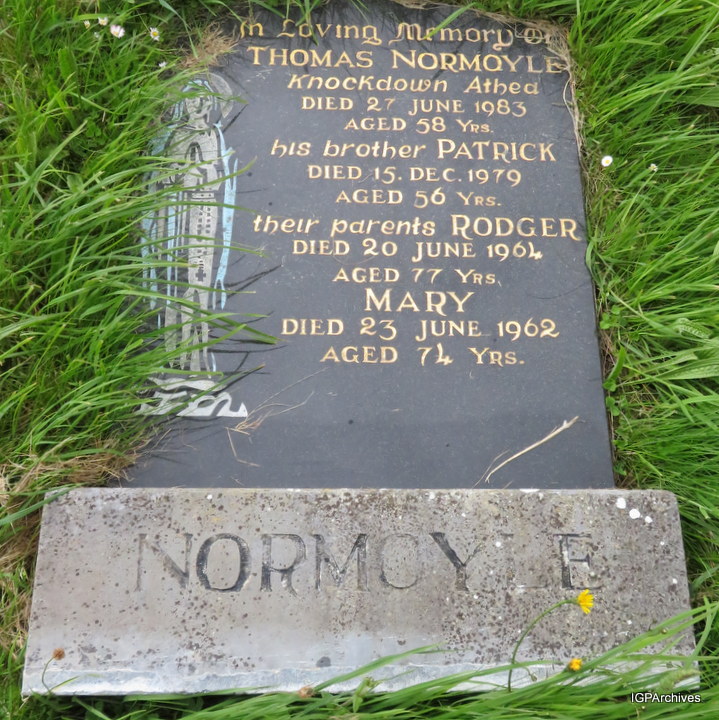 In Loving Memory Of
THOMAS NORMOYLE
Knockdown Athea
DIED 27 JUNE 1983
AGED 58 YRS.
his brother PATRICK
DIED 15. DEC. 1979
AGED 56 YRS.
their parents RODGER
DIED 20 JUNE 1964
AGED 77 YRS.
MARY
DIED 23 JUNE 1962
AGED 74 YRS.
NORMOYLE
IGPArchives